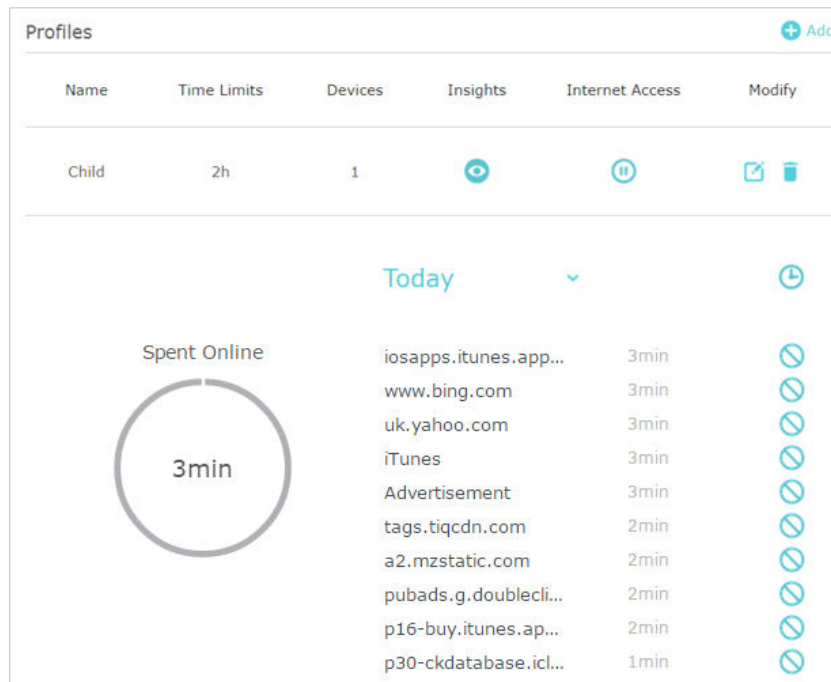 Profiles Add
Name Time Limits Devices Insights Internet Access Modify
Child 2h 1
Today
Spent Online
3min
iosapps.itunes.app... 3min
www.bing.com 3min
uk.yahoo.com 3min
iTunes 3min
Advertisement 3min
tags.tiqcdn.com 2min
a2.mzstatic.com 2min
pubads.g.doublecli... 2min
p16-buy.itunes.ap... 2min
p30-ckdatabase.icl... 1min